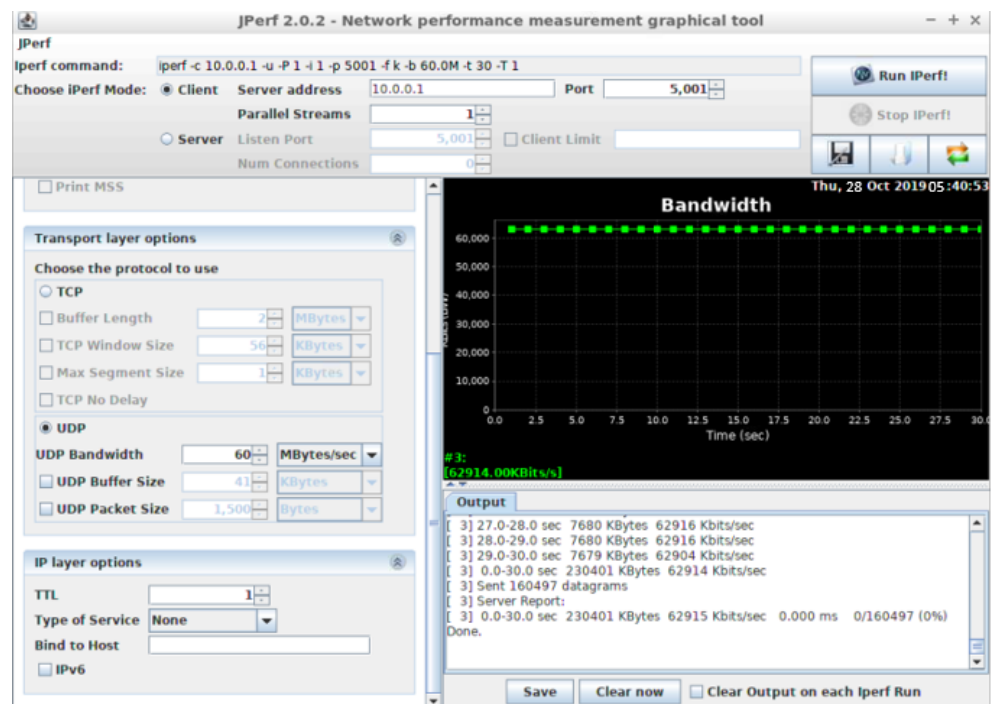 JPerf 2.0.2 - Network performance measurement graphical tool
JPerf
Iperf command: iperf -c 10.0.0.1 -u -P 1 -i 1 -p 5001 -f k -b 60.0M -t 30 -T 1
Choose iPerf Mode: Client Server address 10.0.0.1 Port 5,001
Parallel Streams 1
Server Listen Port 5,001 Client Limit
Num Connections 0
Run IPerf!
Stop IPerf!
Print MSS
Transport layer options
Choose the protocol to use
TCP
Buffer Length 2 MBytes
TCP Window Size 56 KBytes
Max Segment Size 1 KBytes
TCP No Delay
UDP
UDP Bandwidth 60 MBytes/sec
UDP Buffer Size 41 KBytes
UDP Packet Size 1,500 Bytes
IP layer options
TTL 1
Type of Service None
Bind to Host
IPv6
Thu, 28 Oct 2019 05:40:53
Bandwidth
60,000
50,000
40,000
30,000
20,000
10,000
0
0.0 2.5 5.0 7.5 10.0 12.5 15.0 17.5 20.0 22.5 25.0 27.5 30.
Time (sec)
#3:
[62914.00KBits/s]
Output
[ 3] 27.0-28.0 sec 7680 KBytes 62916 Kbits/sec
[ 3] 28.0-29.0 sec 7680 KBytes 62916 Kbits/sec
[ 3] 29.0-30.0 sec 7679 KBytes 62904 Kbits/sec
[ 3] 0.0-30.0 sec 230401 KBytes 62914 Kbits/sec
[ 3] Sent 160497 datagrams
[ 3] Server Report:
[ 3] 0.0-30.0 sec 230401 KBytes 62915 Kbits/sec 0.000 ms 0/160497 (0%)
Done.
Save Clear now Clear Output on each Iperf Run